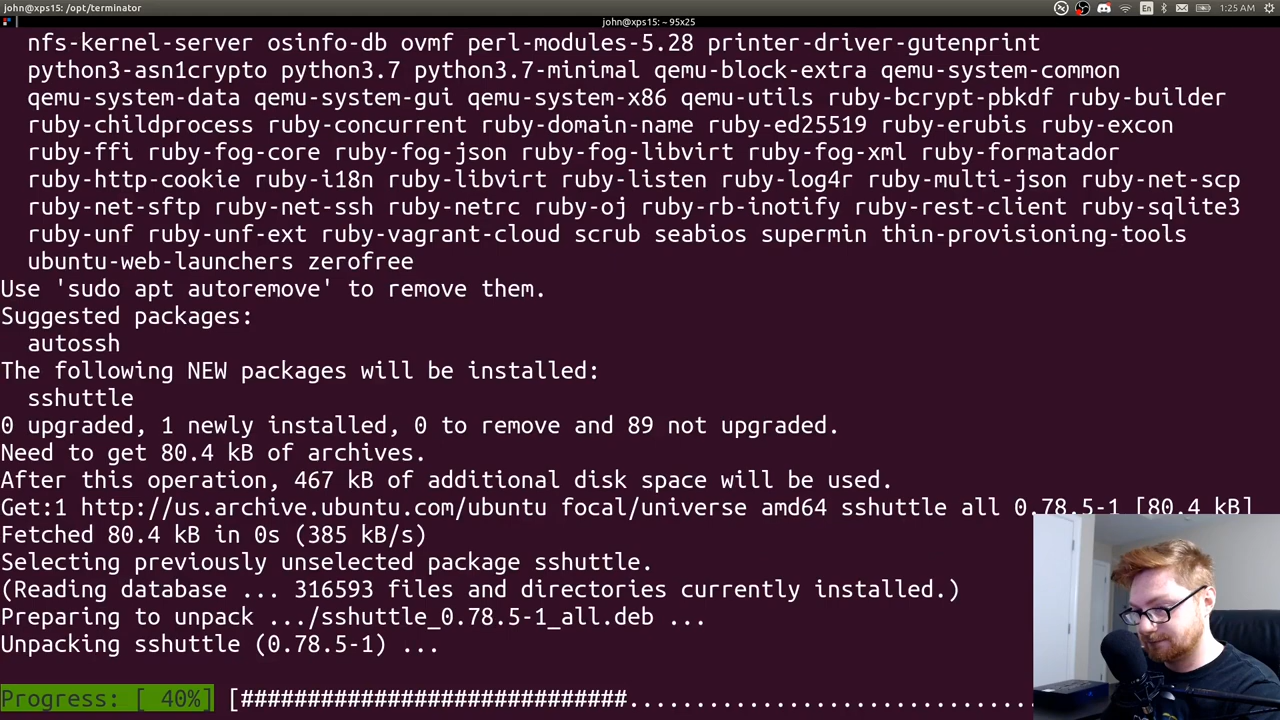 john@xps15: /opt/terminator
En
1:25 AM
john@xps15: ~ 95x25
nfs-kernel-server osinfo-db ovmf perl-modules-5.28 printer-driver-gutenprint
python3-asn1crypto python3.7 python3.7-minimal qemu-block-extra qemu-system-common
qemu-system-data qemu-system-gui qemu-system-x86 qemu-utils ruby-bcrypt-pbkdf ruby-builder
ruby-childprocess ruby-concurrent ruby-domain-name ruby-ed25519 ruby-erubis ruby-excon
ruby-ffi ruby-fog-core ruby-fog-json ruby-fog-libvirt ruby-fog-xml ruby-formatador
ruby-http-cookie ruby-i18n ruby-libvirt ruby-listen ruby-log4r ruby-multi-json ruby-net-scp
ruby-net-sftp ruby-net-ssh ruby-netrc ruby-oj ruby-rb-inotify ruby-rest-client ruby-sqlite3
ruby-unf ruby-unf-ext ruby-vagrant-cloud scrub seabios supermin thin-provisioning-tools
ubuntu-web-launchers zerofree
Use 'sudo apt autoremove' to remove them.
Suggested packages:
autossh
The following NEW packages will be installed:
sshuttle
0 upgraded, 1 newly installed, 0 to remove and 89 not upgraded.
Need to get 80.4 kB of archives.
After this operation, 467 kB of additional disk space will be used.
Get:1 http://us.archive.ubuntu.com/ubuntu focal/universe amd64 sshuttle all 0.78.5-1 [80.4 kB]
Fetched 80.4 kB in 0s (385 kB/s)
Selecting previously unselected package sshuttle.
(Reading database ... 316593 files and directories currently installed.)
Preparing to unpack .../sshuttle_0.78.5-1_all.deb ...
Unpacking sshuttle (0.78.5-1) ...
Progress: [ 40%] [#############################..............................